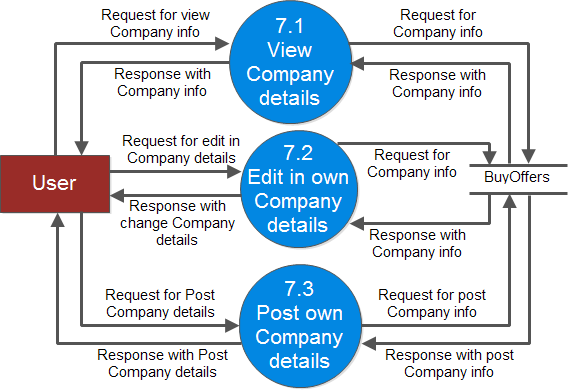 Request for view
Company info
7.1
View
Company
details
Request for
Company info
Response with
Company info
Response with
Company info
Request for edit in
Company details
7.2
Edit in own
Company
details
Request for
Company info
User
BuyOffers
Response with
change Company
details
Response with
Company info
Request for Post
Company details
7.3
Post own
Company
details
Request for post
Company info
Response with Post
Company details
Response with post
Company info